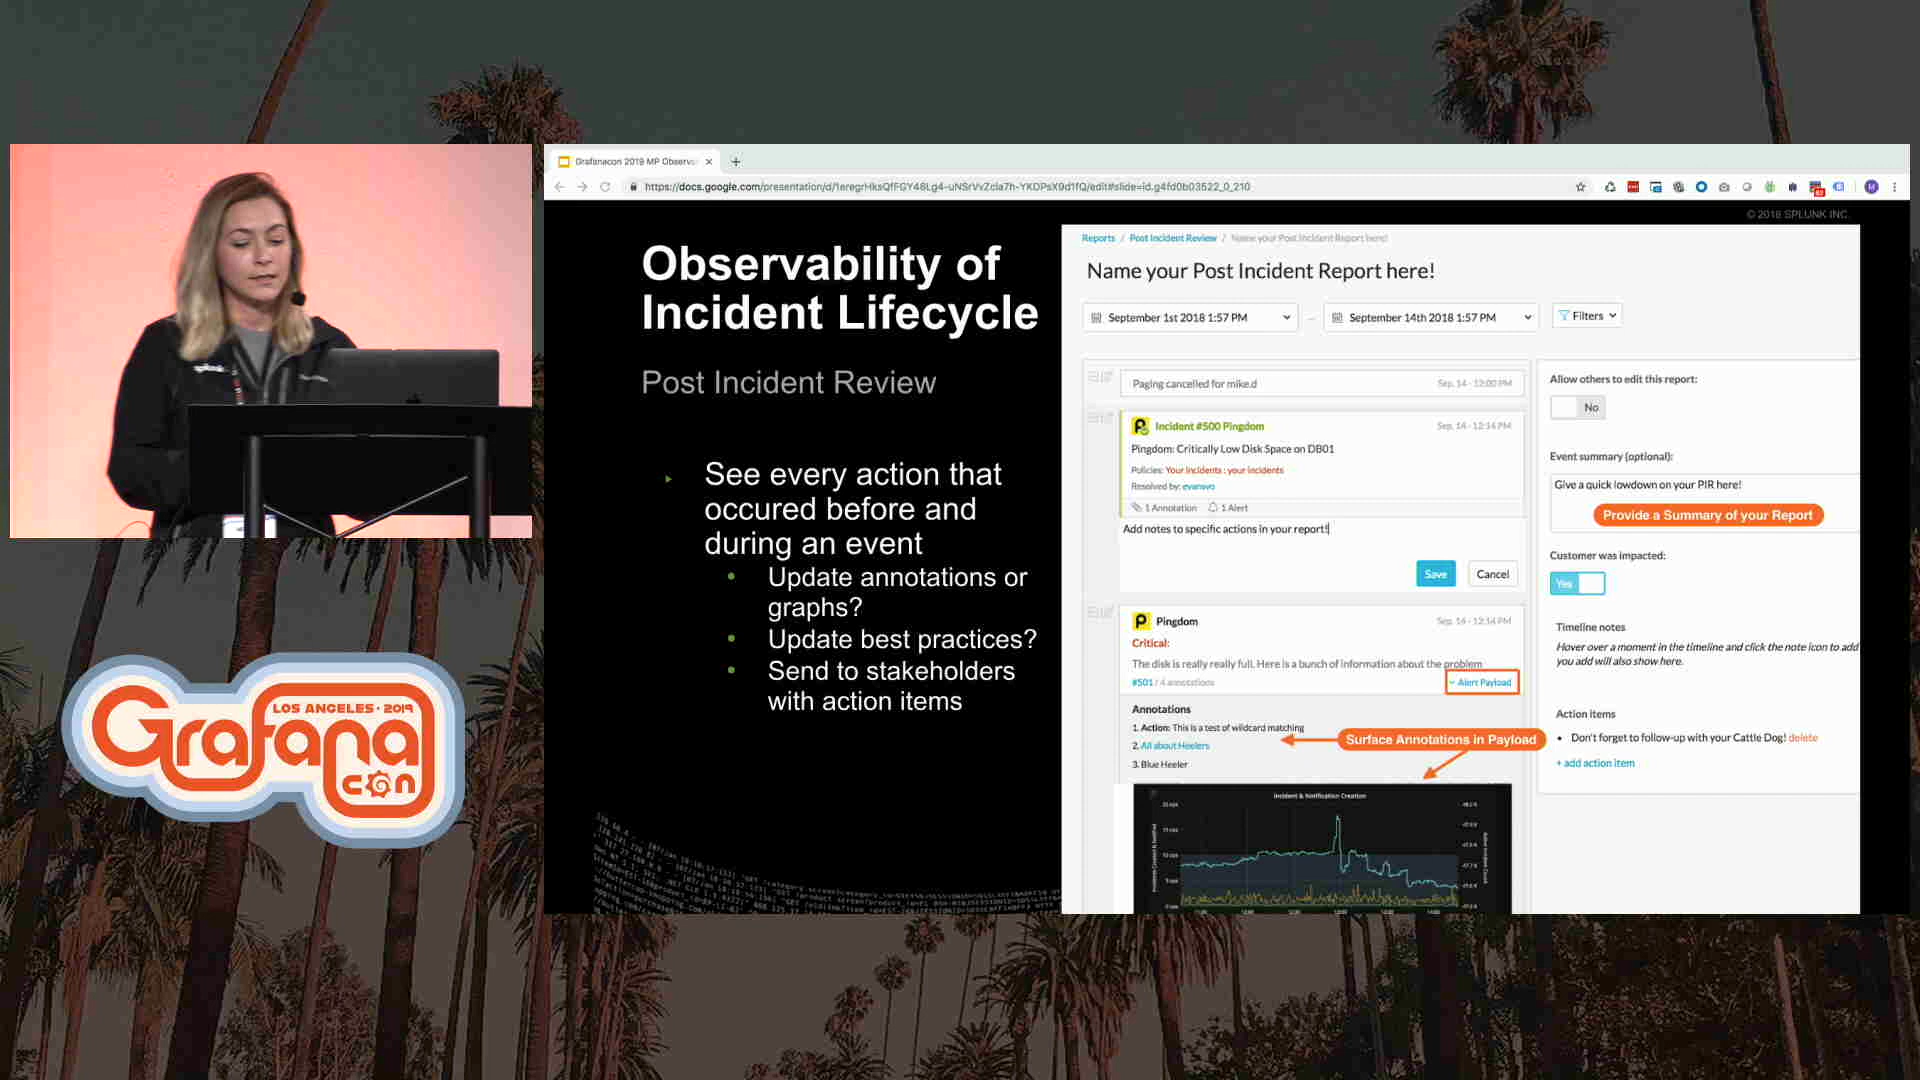 Grafanacon 2019 MP Observa
https://docs.google.com/presentation/d/1eregrHksQfFGY48Lg4-uNSrVvZcla7h-YKOPsX9d1fQ/edit#slide=id.g4fd0b03522_0_210
© 2018 SPLUNK INC.
Observability of
Incident Lifecycle
Post Incident Review
See every action that
occured before and
during an event
Update annotations or
graphs?
Update best practices?
Send to stakeholders
with action items
Reports / Post Incident Review / Name your Post Incident Report here!
Name your Post Incident Report here!
September 1st 2018 1:57 PM
September 14th 2018 1:57 PM
Filters
Paging cancelled for mike.d
Sep. 14 - 12:00 PM
Incident #500 Pingdom
Sep. 14 - 12:14 PM
Pingdom: Critically Low Disk Space on DB01
Policies: Your Incidents : your incidents
Resolved by: evansvo
1 Annotation 1 Alert
Add notes to specific actions in your report!
Save Cancel
Pingdom
Sep. 14 - 12:14 PM
Critical:
The disk is really really full. Here is a bunch of information about the problem
#501 / 4 annotations
Alert Payload
Annotations
1. Action: This is a test of wildcard matching
2. All about Heelers
3. Blue Heeler
Surface Annotations in Payload
Incident & Notification Creation
Allow others to edit this report:
No
Event summary (optional):
Give a quick lowdown on your PIR here!
Provide a Summary of your Report
Customer was impacted:
Yes
Timeline notes
Hover over a moment in the timeline and click the note icon to add
you add will also show here.
Action items
Don't forget to follow-up with your Cattle Dog! delete
+ add action item
splunk
LOS ANGELES • 2019
Grafana
con